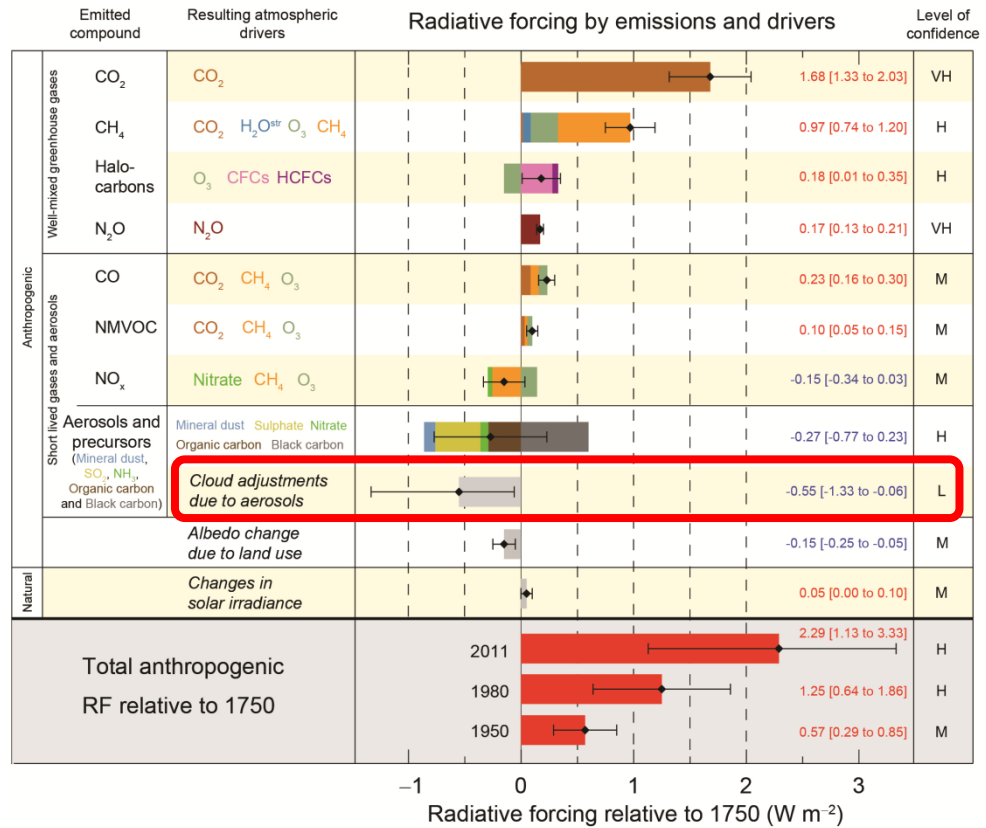 Emitted compound
Resulting atmospheric drivers
Radiative forcing by emissions and drivers
Level of confidence
Anthropogenic
Well-mixed greenhouse gases
CO₂
CO₂
1.68 [1.33 to 2.03]
VH
CH₄
CO₂ H₂Oˢᵗʳ O₃ CH₄
0.97 [0.74 to 1.20]
H
Halo-
carbons
O₃ CFCs HCFCs
0.18 [0.01 to 0.35]
H
N₂O
N₂O
0.17 [0.13 to 0.21]
VH
Short lived gases and aerosols
CO
CO₂ CH₄ O₃
0.23 [0.16 to 0.30]
M
NMVOC
CO₂ CH₄ O₃
0.10 [0.05 to 0.15]
M
NOₓ
Nitrate CH₄ O₃
-0.15 [-0.34 to 0.03]
M
Aerosols and
precursors
(Mineral dust,
SO₂, NH₃,
Organic carbon
and Black carbon)
Mineral dust Sulphate Nitrate
Organic carbon Black carbon
-0.27 [-0.77 to 0.23]
H
Cloud adjustments
due to aerosols
-0.55 [-1.33 to -0.06]
L
Albedo change
due to land use
-0.15 [-0.25 to -0.05]
M
Natural
Changes in
solar irradiance
0.05 [0.00 to 0.10]
M
Total anthropogenic
RF relative to 1750
2011
2.29 [1.13 to 3.33]
H
1980
1.25 [0.64 to 1.86]
H
1950
0.57 [0.29 to 0.85]
M
−1 0 1 2 3
Radiative forcing relative to 1750 (W m⁻²)